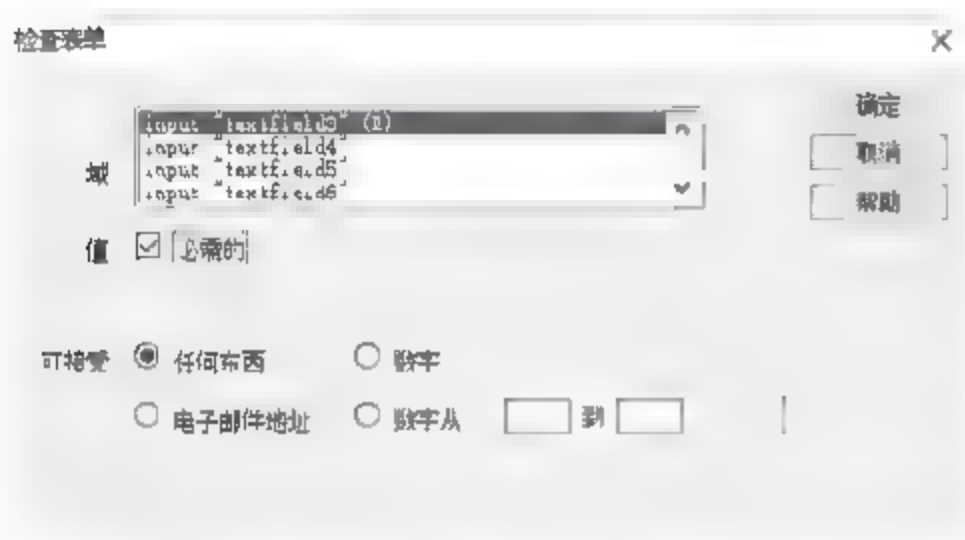 检查表单
input "textfield3" (R)
input "textfield4"
input "textfield5"
input "textfield6"
域
值 必需的
可接受 任何东西 数字
电子邮件地址 数字从 到
确定
取消
帮助